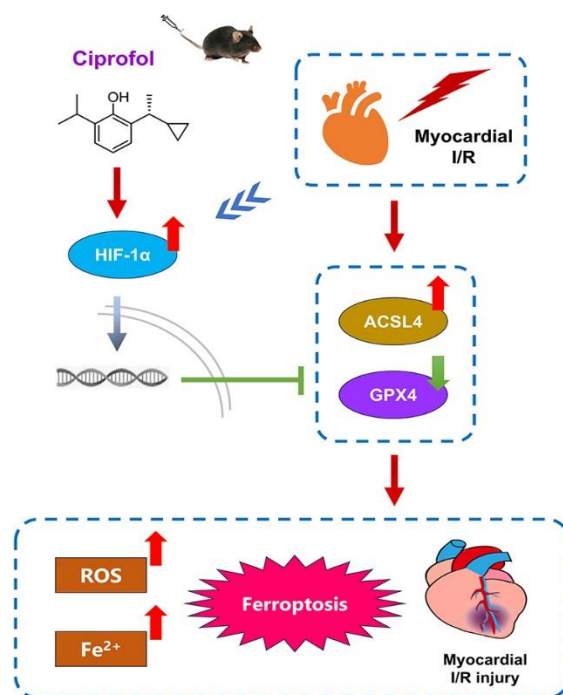 Ciprofol
OH
Myocardial
I/R
HIF-1α
ACSL4
GPX4
ROS
Fe²⁺
Ferroptosis
Myocardial
I/R injury